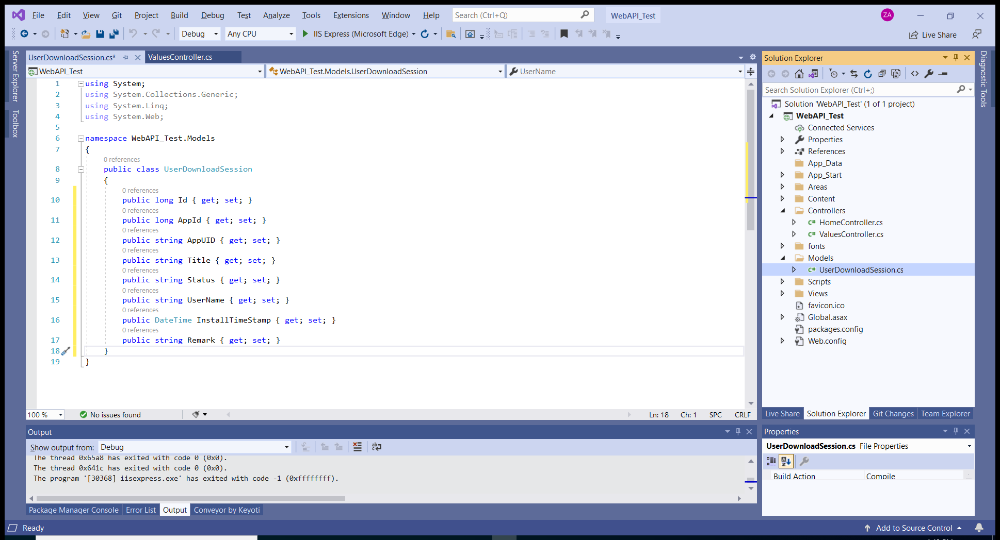 File Edit View Git Project Build Debug Test Analyze Tools Extensions Window Help Search (Ctrl+Q) WebAPI_Test ZA
Debug Any CPU IIS Express (Microsoft Edge) Live Share
Server Explorer
Toolbox
UserDownloadSession.cs* ValuesController.cs
WebAPI_Test WebAPI_Test.Models.UserDownloadSession UserName
1 using System;
2 using System.Collections.Generic;
3 using System.Linq;
4 using System.Web;
5
6 namespace WebAPI_Test.Models
7 {
0 references
8 public class UserDownloadSession
9 {
0 references
10 public long Id { get; set; }
0 references
11 public long AppId { get; set; }
0 references
12 public string AppUID { get; set; }
0 references
13 public string Title { get; set; }
0 references
14 public string Status { get; set; }
0 references
15 public string UserName { get; set; }
0 references
16 public DateTime InstallTimeStamp { get; set; }
0 references
17 public string Remark { get; set; }
18 }
19 }
100 % No issues found Ln: 18 Ch: 1 SPC CRLF
Output
Show output from: Debug
The thread 0x65a8 has exited with code 0 (0x0).
The thread 0x641c has exited with code 0 (0x0).
The program '[30368] iisexpress.exe' has exited with code -1 (0xffffffff).
Package Manager Console Error List Output Conveyor by Keyoti
Solution Explorer
Search Solution Explorer (Ctrl+;)
Solution 'WebAPI_Test' (1 of 1 project)
WebAPI_Test
Connected Services
Properties
References
App_Data
App_Start
Areas
Content
Controllers
C# HomeController.cs
C# ValuesController.cs
fonts
Models
C# UserDownloadSession.cs
Scripts
Views
favicon.ico
Global.asax
packages.config
Web.config
Live Share Solution Explorer Git Changes Team Explorer
Properties
UserDownloadSession.cs File Properties
Build Action Compile
Diagnostic Tools
Ready Add to Source Control